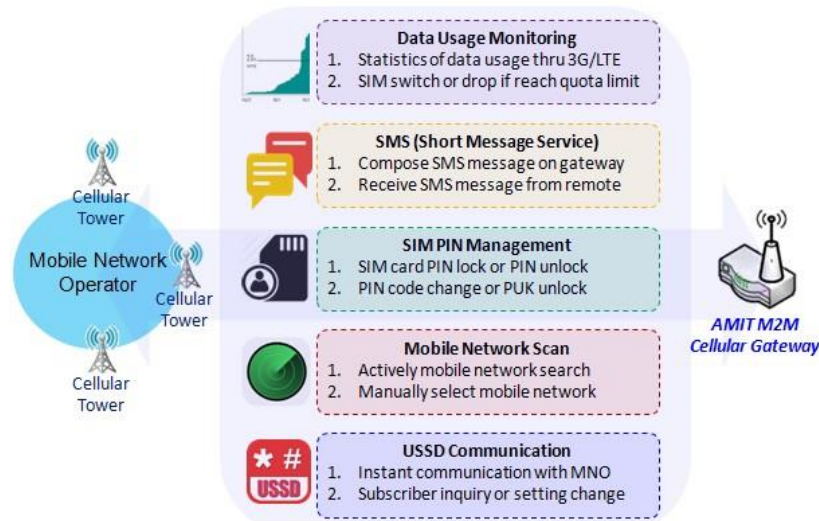 Data Usage Monitoring
1. Statistics of data usage thru 3G/LTE
2. SIM switch or drop if reach quota limit
SMS (Short Message Service)
1. Compose SMS message on gateway
2. Receive SMS message from remote
Cellular
Tower
Mobile Network
Operator
Cellular
Tower
Cellular
Tower
SIM PIN Management
1. SIM card PIN lock or PIN unlock
2. PIN code change or PUK unlock
AMIT M2M
Cellular Gateway
Mobile Network Scan
1. Actively mobile network search
2. Manually select mobile network
* #
USSD
USSD Communication
1. Instant communication with MNO
2. Subscriber inquiry or setting change